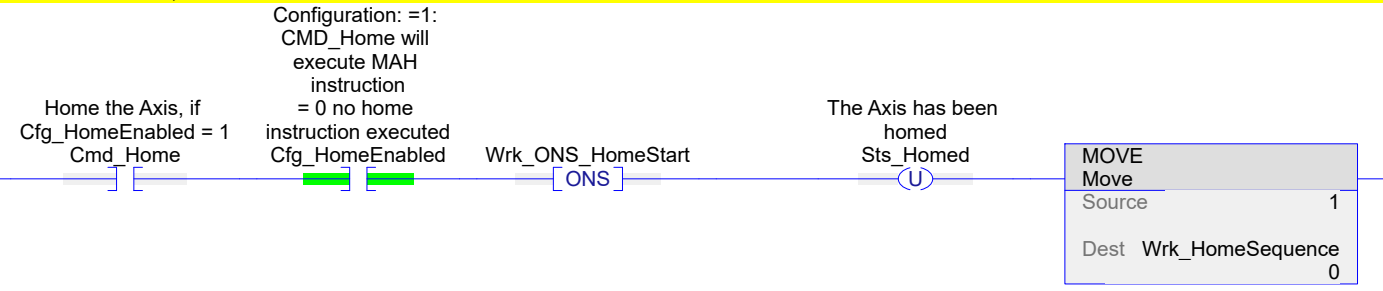 Configuration: =1:
CMD_Home will
execute MAH
instruction
= 0 no home
instruction executed
Cfg_HomeEnabled
Home the Axis, if
Cfg_HomeEnabled = 1
Cmd_Home
Wrk_ONS_HomeStart
ONS
The Axis has been
homed
Sts_Homed
U
MOVE
Move
Source 1
Dest Wrk_HomeSequence
0